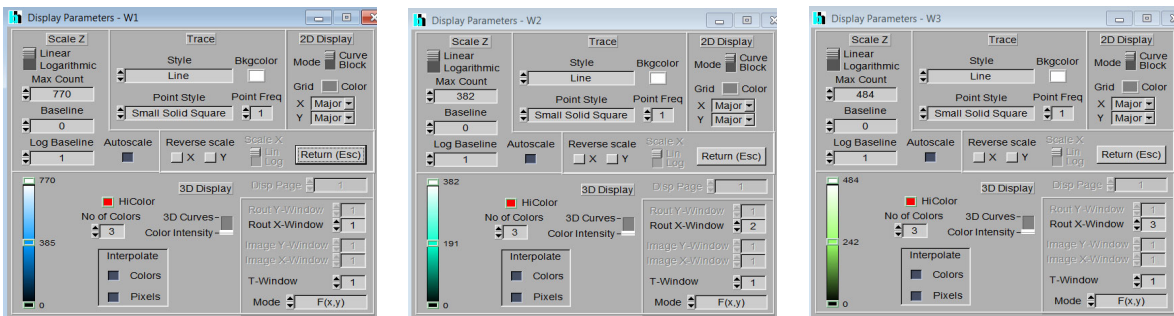 Display Parameters - W1
Scale Z
Linear
Logarithmic
Max Count
770
Baseline
0
Log Baseline
1
Trace
Style
Line
Bkgcolor
Point Style
Small Solid Square
Point Freq
1
2D Display
Mode
Curve
Block
Grid
Color
X Major
Y Major
Autoscale
Reverse scale
X Y
Scale X
Lin
Log
Return (Esc)
770
385
0
HiColor
No of Colors
3
3D Display
3D Curves-
Color Intensity-
Interpolate
Colors
Pixels
Disp Page 1
Rout Y-Window 1
Rout X-Window 1
Image Y-Window 1
Image X-Window 1
T-Window 1
Mode F(x,y)
Display Parameters - W2
Scale Z
Linear
Logarithmic
Max Count
382
Baseline
0
Log Baseline
1
Trace
Style
Line
Bkgcolor
Point Style
Small Solid Square
Point Freq
1
2D Display
Mode
Curve
Block
Grid
Color
X Major
Y Major
Autoscale
Reverse scale
X Y
Scale X
Lin
Log
Return (Esc)
382
191
0
HiColor
No of Colors
3
3D Display
3D Curves-
Color Intensity-
Interpolate
Colors
Pixels
Disp Page 1
Rout Y-Window 1
Rout X-Window 2
Image Y-Window 1
Image X-Window 1
T-Window 1
Mode F(x,y)
Display Parameters - W3
Scale Z
Linear
Logarithmic
Max Count
484
Baseline
0
Log Baseline
1
Trace
Style
Line
Bkgcolor
Point Style
Small Solid Square
Point Freq
1
2D Display
Mode
Curve
Block
Grid
Color
X Major
Y Major
Autoscale
Reverse scale
X Y
Scale X
Lin
Log
Return (Esc)
484
242
0
HiColor
No of Colors
3
3D Display
3D Curves-
Color Intensity-
Interpolate
Colors
Pixels
Disp Page 1
Rout Y-Window 1
Rout X-Window 3
Image Y-Window 1
Image X-Window 1
T-Window 1
Mode F(x,y)